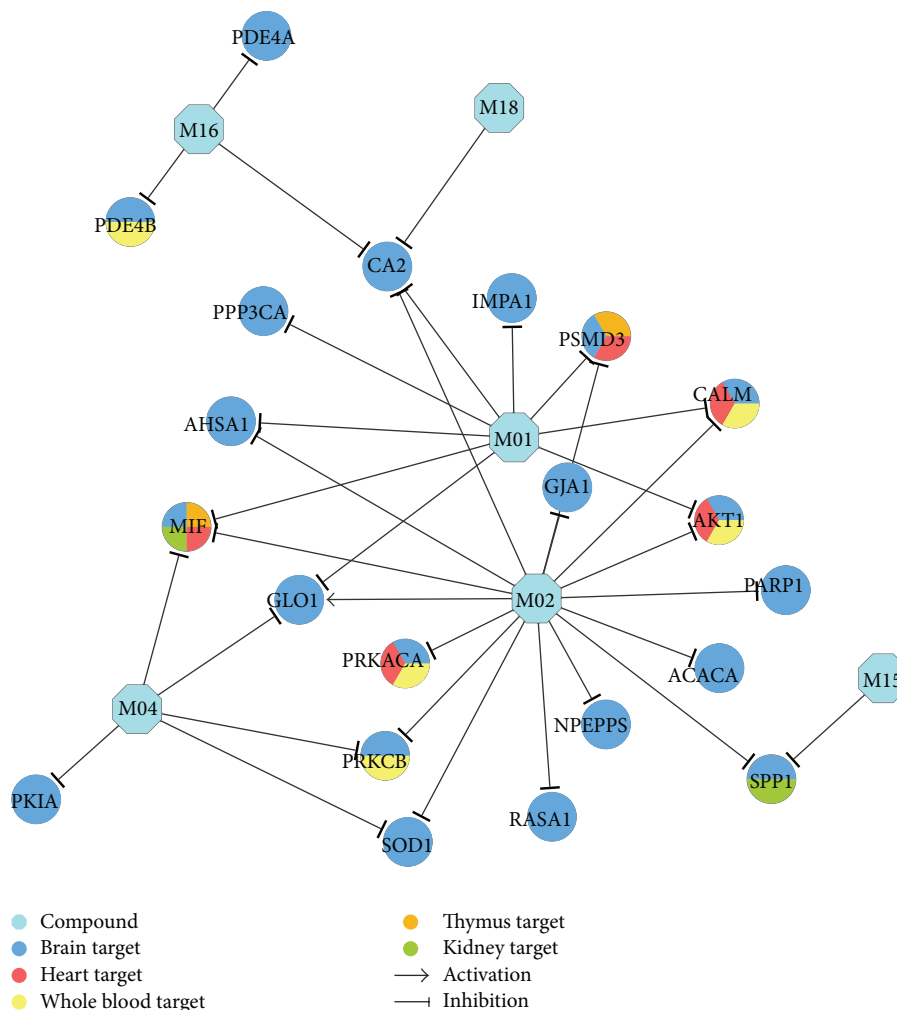 PDE4A
M18
M16
PDE4B
CA2
IMPA1
PPP3CA
PSMD3
CALM
AHSA1
M01
GJA1
MIF
AKT1
PARP1
GLO1
M02
PRKACA
ACACA
M15
M04
NPEPPS
PRKCB
SPP1
PKIA
RASA1
SOD1
Compound
Brain target
Heart target
Whole blood target
Thymus target
Kidney target
Activation
Inhibition